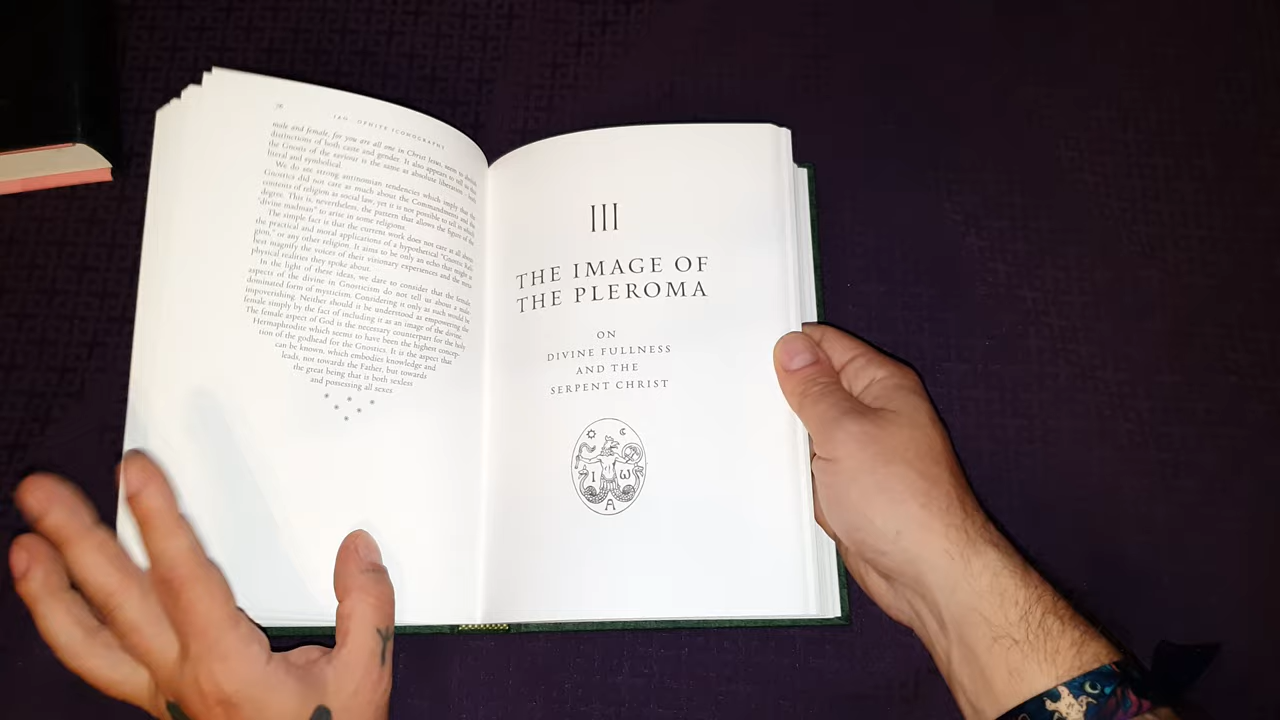 78
IAO · OPHITE ICONOGRAPHY
male and female, for you are all one in Christ Jesus, seem to
distinctions of both caste and gender. It also appears to tell us that
the Gnosis of the saviour is the same as absolute liberation – both
literal and symbolical.
We do see strong antinomian tendencies which imply that the
Gnostics did not care as much about the Commandments and the
contents of religion as social law, yet it is not possible to tell to which
degree. This is, nevertheless, the pattern that allows the figure of the
"divine madman" to arise in some religions.
The simple fact is that the current work does not care at all about
the practical and moral applications of a hypothetical "Gnostic
gion," or any other religion. It aims to be only an echo that might at
best magnify the voices of their visionary experiences and the meta
physical realities they spoke about.
In the light of these ideas, we dare to consider that the female
aspects of the divine in Gnosticism do not tell us about a male-
dominated form of mysticism. Considering it only as such would be
impoverishing. Neither should it be understood as empowering the
female simply by the fact of including it as an image of the divine.
The female aspect of God is the necessary counterpart for the holy
Hermaphrodite which seems to have been the highest concep-
tion of the godhead for the Gnostics. It is the aspect that
can be known, which embodies knowledge and
leads, not towards the Father, but towards
the great being that is both sexless
and possessing all sexes.
III
THE IMAGE OF
THE PLEROMA
ON
DIVINE FULLNESS
AND THE
SERPENT CHRIST
I ω
A